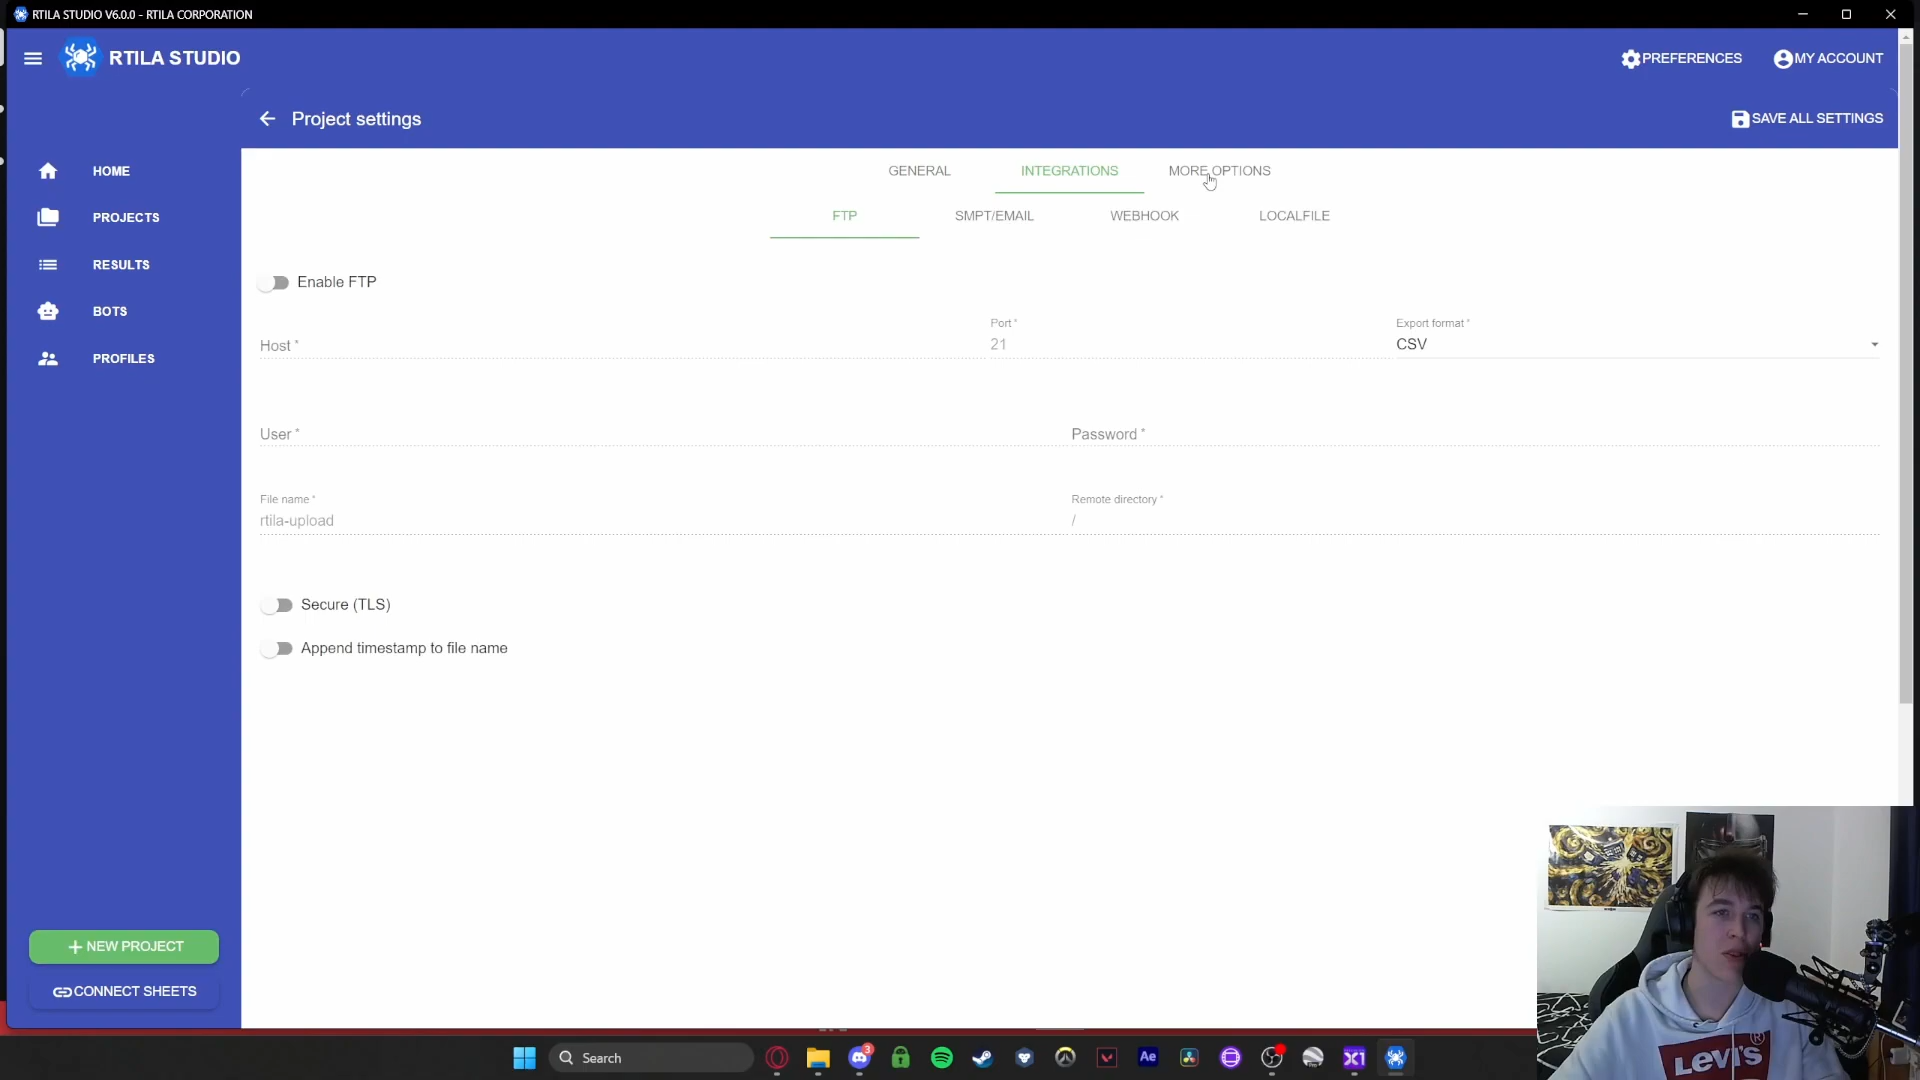 RTILA STUDIO V6.0.0 - RTILA CORPORATION
RTILA STUDIO
PREFERENCES
MY ACCOUNT
Project settings
SAVE ALL SETTINGS
HOME
PROJECTS
RESULTS
BOTS
PROFILES
GENERAL
INTEGRATIONS
MORE OPTIONS
FTP
SMPT/EMAIL
WEBHOOK
LOCALFILE
Enable FTP
Host *
Port *
21
Export format *
CSV
User *
Password *
File name *
rtila-upload
Remote directory *
/
Secure (TLS)
Append timestamp to file name
+ NEW PROJECT
CONNECT SHEETS
Levi's
Search
3
Ae
X1